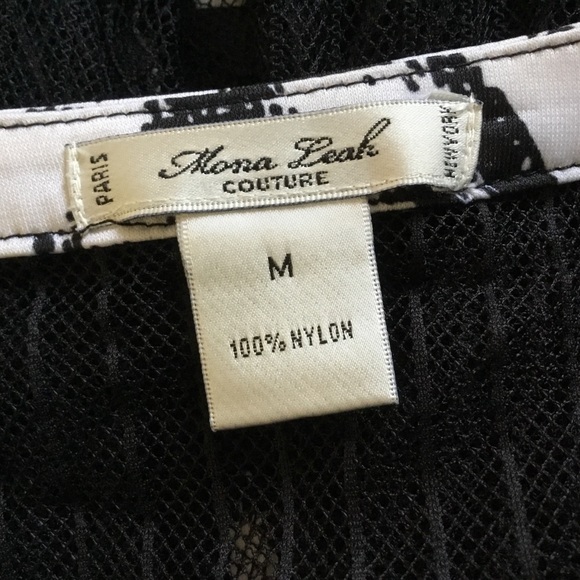 PARIS
Mona Leah
COUTURE
NEW YORK
M
100% NYLON